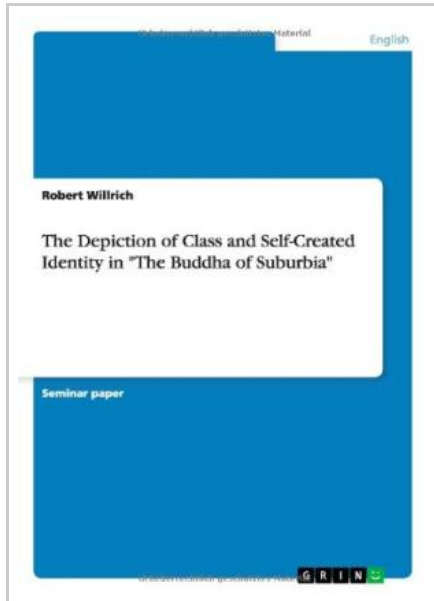 English
Robert Willrich
The Depiction of Class and Self-Created
Identity in "The Buddha of Suburbia"
Seminar paper
GRIN